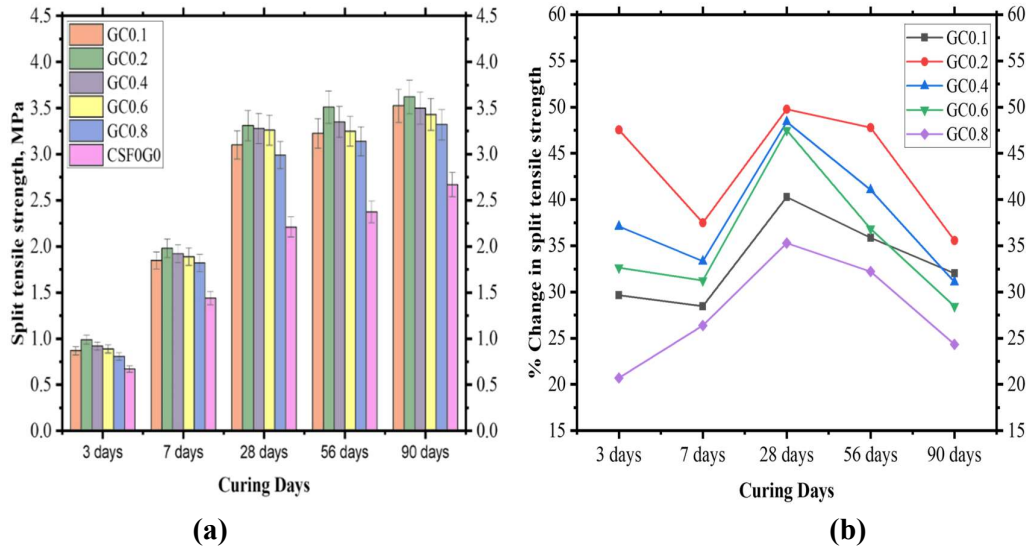 4.5
4.0
3.5
3.0
2.5
2.0
1.5
1.0
0.5
0.0
Split tensile strength, MPa
GC0.1
GC0.2
GC0.4
GC0.6
GC0.8
CSF0G0
4.5
4.0
3.5
3.0
2.5
2.0
1.5
1.0
0.5
0.0
3 days 7 days 28 days 56 days 90 days
Curing Days
(a)
60
55
50
45
40
35
30
25
20
15
% Change in split tensile strength
GC0.1
GC0.2
GC0.4
GC0.6
GC0.8
60
55
50
45
40
35
30
25
20
15
3 days 7 days 28 days 56 days 90 days
Curing Days
(b)